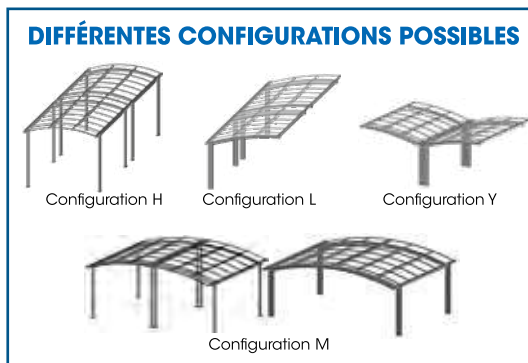 DIFFÉRENTES CONFIGURATIONS POSSIBLES
Configuration H
Configuration L
Configuration Y
Configuration M